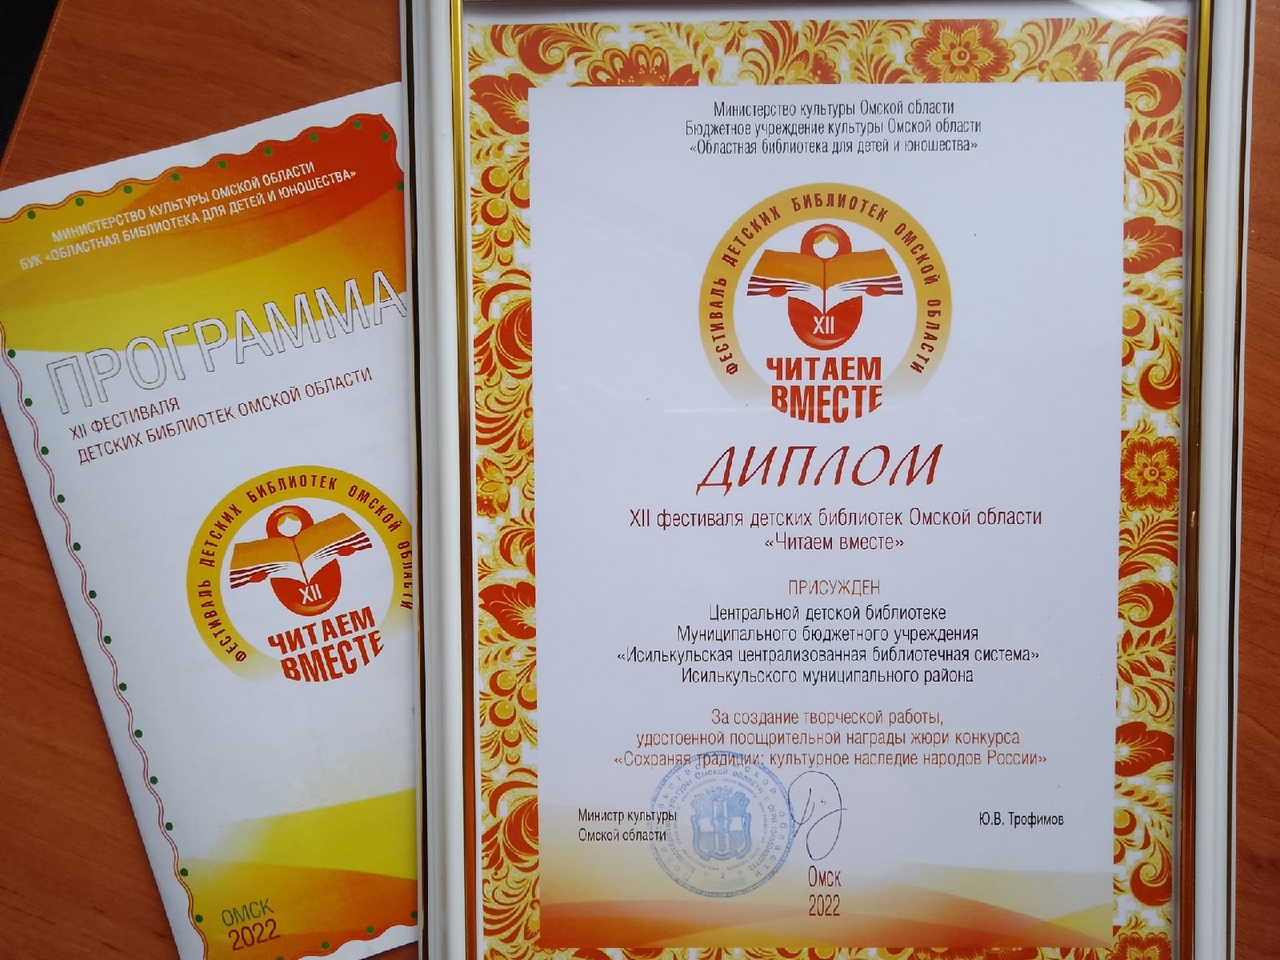 МИНИСТЕРСТВО КУЛЬТУРЫ ОМСКОЙ ОБЛАСТИ
БУК «ОБЛАСТНАЯ БИБЛИОТЕКА ДЛЯ ДЕТЕЙ И ЮНОШЕСТВА»
ПРОГРАММА
XII ФЕСТИВАЛЯ
ДЕТСКИХ БИБЛИОТЕК ОМСКОЙ ОБЛАСТИ
ФЕСТИВАЛЬ ДЕТСКИХ БИБЛИОТЕК ОМСКОЙ ОБЛАСТИ
XII
ЧИТАЕМ
ВМЕСТЕ
ОМСК
2022
Министерство культуры Омской области
Бюджетное учреждение культуры Омской области
«Областная библиотека для детей и юношества»
ФЕСТИВАЛЬ ДЕТСКИХ БИБЛИОТЕК ОМСКОЙ ОБЛАСТИ
XII
ЧИТАЕМ
ВМЕСТЕ
ДИПЛОМ
XII фестиваля детских библиотек Омской области
«Читаем вместе»
ПРИСУЖДЕН
Центральной детской библиотеке
Муниципального бюджетного учреждения
«Исилькульская централизованная библиотечная система»
Исилькульского муниципального района
За создание творческой работы,
удостоенной поощрительной награды жюри конкурса
«Сохраняя традиции: культурное наследие народов России»
Министр культуры
Омской области
Ю.В. Трофимов
Омск
2022